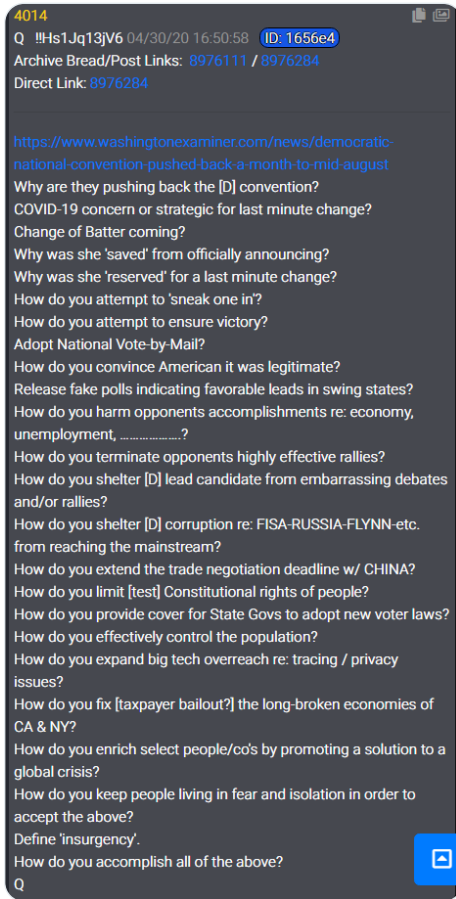 4014
Q !!Hs1Jq13jV6 04/30/20 16:50:58 ID: 1656e4
Archive Bread/Post Links: 8976111 / 8976284
Direct Link: 8976284
https://www.washingtonexaminer.com/news/democratic-
national-convention-pushed-back-a-month-to-mid-august
Why are they pushing back the [D] convention?
COVID-19 concern or strategic for last minute change?
Change of Batter coming?
Why was she 'saved' from officially announcing?
Why was she 'reserved' for a last minute change?
How do you attempt to 'sneak one in'?
How do you attempt to ensure victory?
Adopt National Vote-by-Mail?
How do you convince American it was legitimate?
Release fake polls indicating favorable leads in swing states?
How do you harm opponents accomplishments re: economy,
unemployment, ………………?
How do you terminate opponents highly effective rallies?
How do you shelter [D] lead candidate from embarrassing debates
and/or rallies?
How do you shelter [D] corruption re: FISA-RUSSIA-FLYNN-etc.
from reaching the mainstream?
How do you extend the trade negotiation deadline w/ CHINA?
How do you limit [test] Constitutional rights of people?
How do you provide cover for State Govs to adopt new voter laws?
How do you effectively control the population?
How do you expand big tech overreach re: tracing / privacy
issues?
How do you fix [taxpayer bailout?] the long-broken economies of
CA & NY?
How do you enrich select people/co's by promoting a solution to a
global crisis?
How do you keep people living in fear and isolation in order to
accept the above?
Define 'insurgency'.
How do you accomplish all of the above?
Q